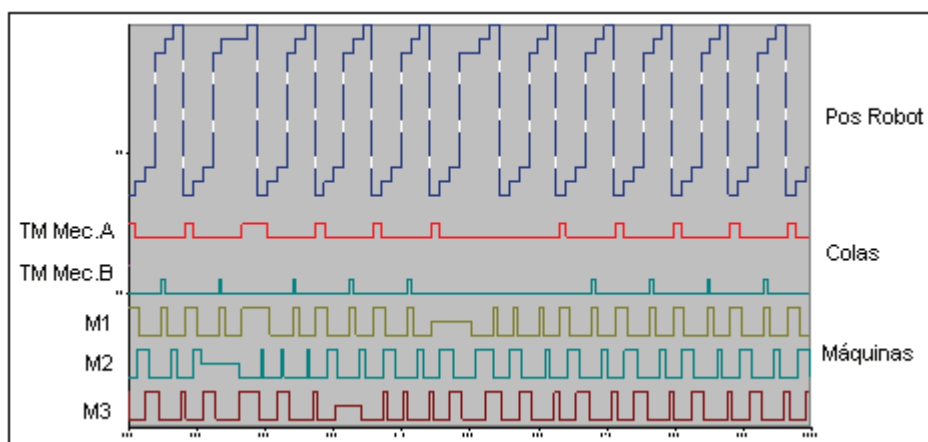 Pos Robot
TM Mec.A
Colas
TM Mec.B
M1
M2
Máquinas
M3